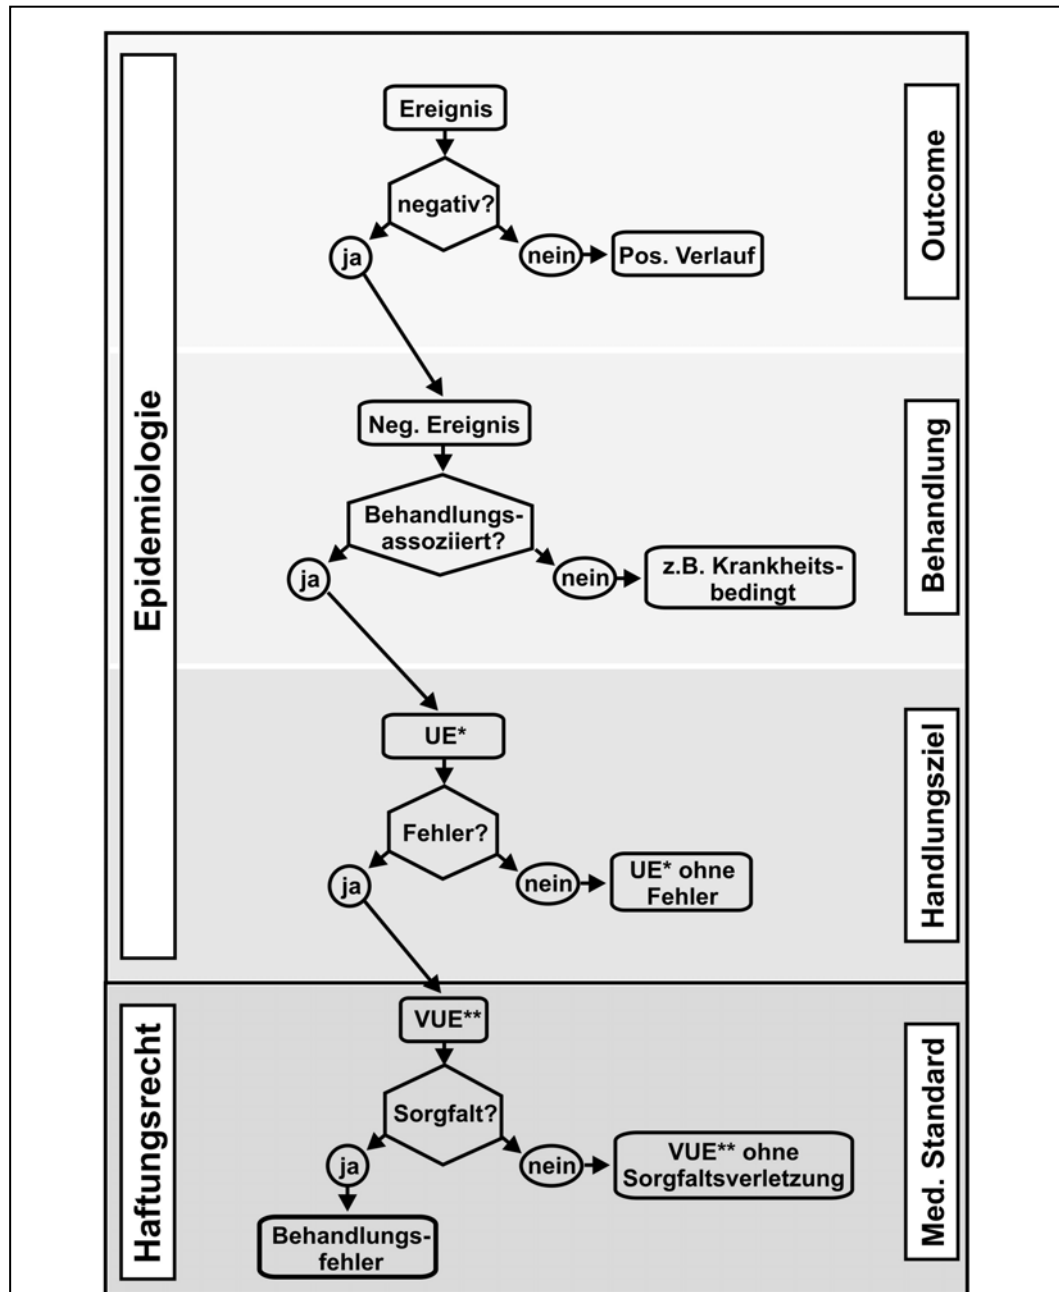 Epidemiologie
Outcome
Ereignis
negativ?
ja
nein
Pos. Verlauf
Behandlung
Neg. Ereignis
Behandlungs-
assoziiert?
ja
nein
z.B. Krankheits-
bedingt
Handlungsziel
UE*
Fehler?
ja
nein
UE* ohne
Fehler
Haftungsrecht
Med. Standard
VUE**
Sorgfalt?
ja
nein
VUE** ohne
Sorgfaltsverletzung
Behandlungs-
fehler